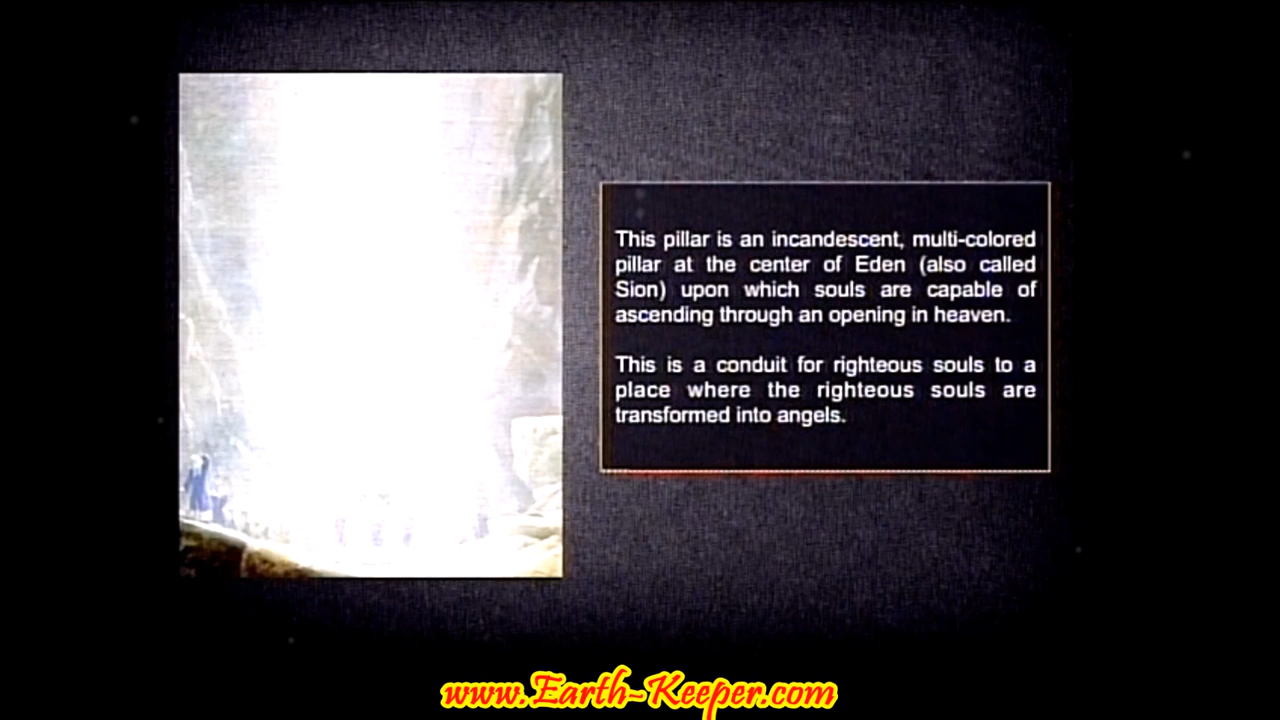 This pillar is an incandescent, multi-colored
pillar at the center of Eden (also called
Sion) upon which souls are capable of
ascending through an opening in heaven.
This is a conduit for righteous souls to a
place where the righteous souls are
transformed into angels.
www.Earth-Keeper.com